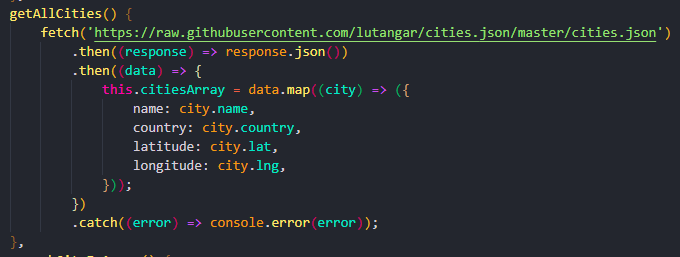 getAllCities() {
fetch('https://raw.githubusercontent.com/lutangar/cities.json/master/cities.json')
.then((response) => response.json())
.then((data) => {
this.citiesArray = data.map((city) => ({
name: city.name,
country: city.country,
latitude: city.lat,
longitude: city.lng,
}));
})
.catch((error) => console.error(error));
},